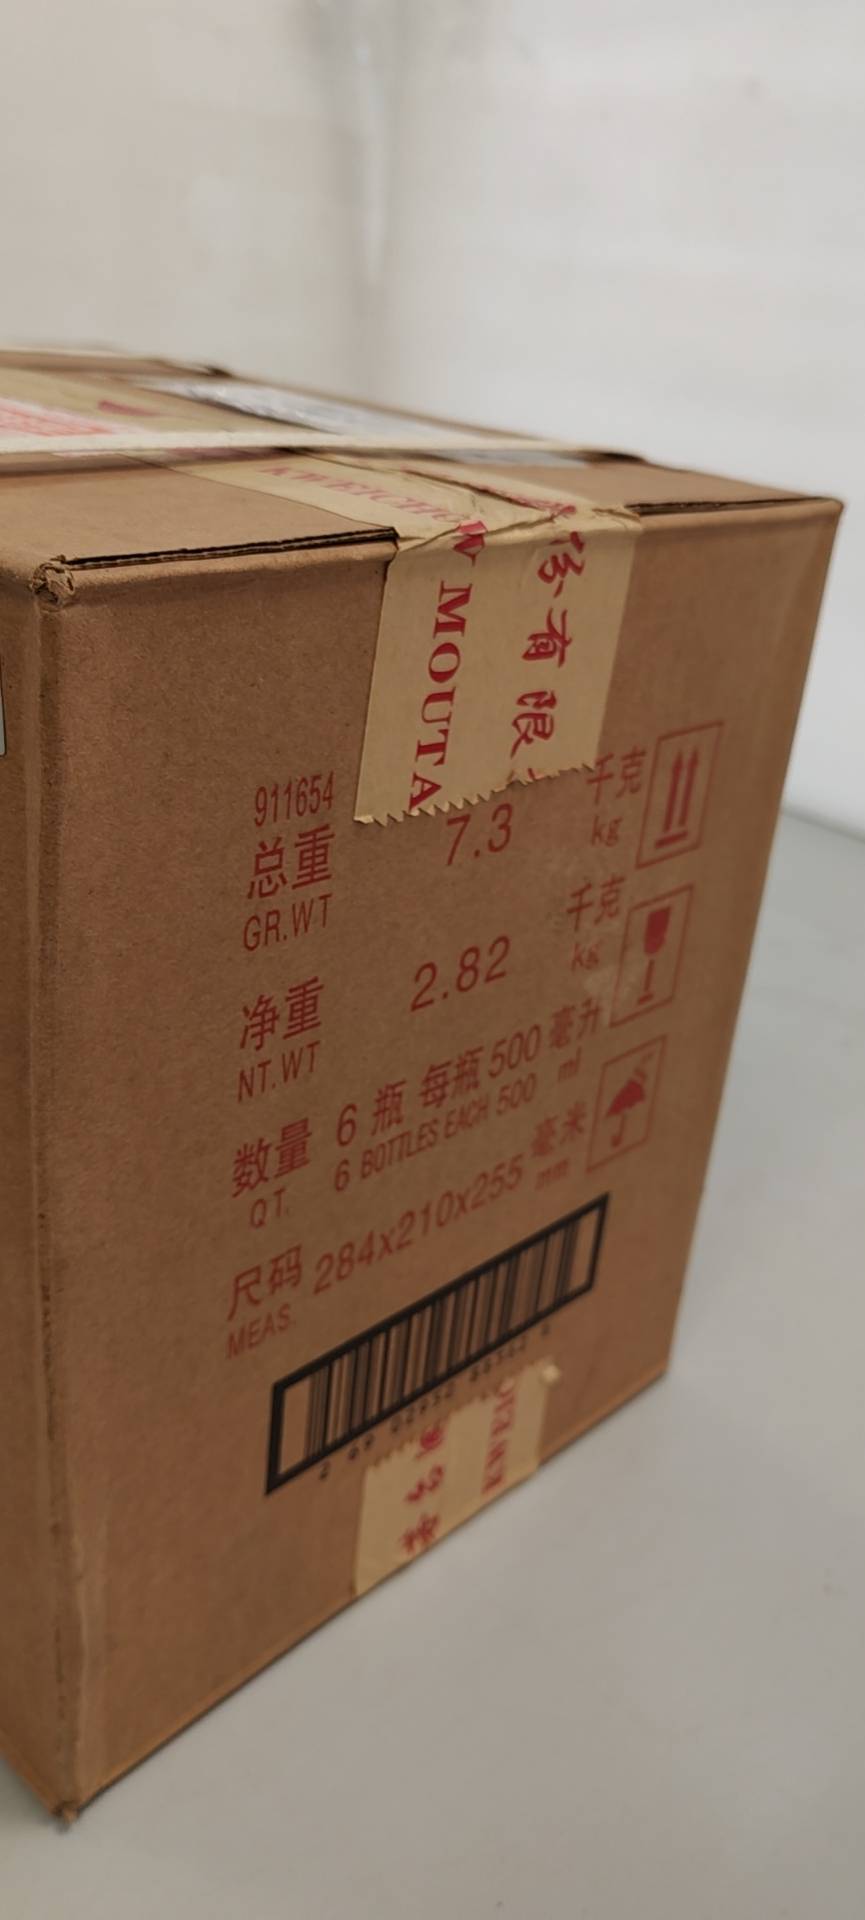 KWEICHOW MOUTA
份有限
911654
总重 7.3 千克
GR.WT kg
净重 2.82 千克
NT.WT kg
数量 6 瓶 每瓶 500 毫升
QT. 6 BOTTLES EACH 500 ml
尺码 284x210x255 毫米
MEAS. mm